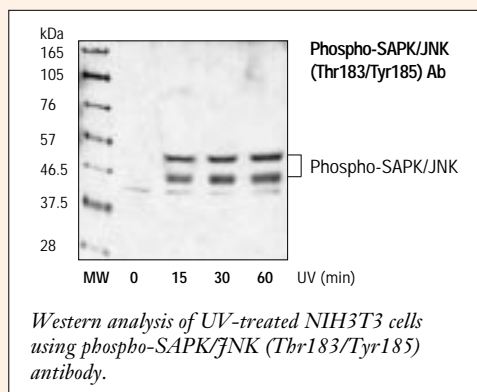 kDa
165
105
76
57
46.5
37.5
28
Phospho-SAPK/JNK
(Thr183/Tyr185) Ab
Phospho-SAPK/JNK
MW 0 15 30 60 UV (min)
Western analysis of UV-treated NIH3T3 cells
using phospho-SAPK/JNK (Thr183/Tyr185)
antibody.